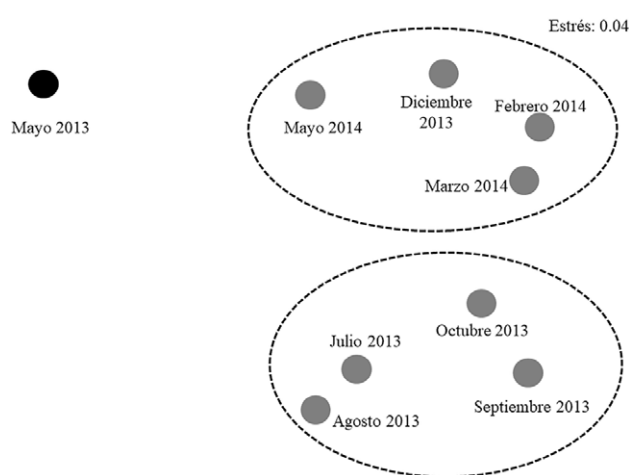 Estrés: 0.04
Mayo 2013
Mayo 2014
Diciembre
2013
Febrero 2014
Marzo 2014
Octubre 2013
Julio 2013
Septiembre 2013
Agosto 2013